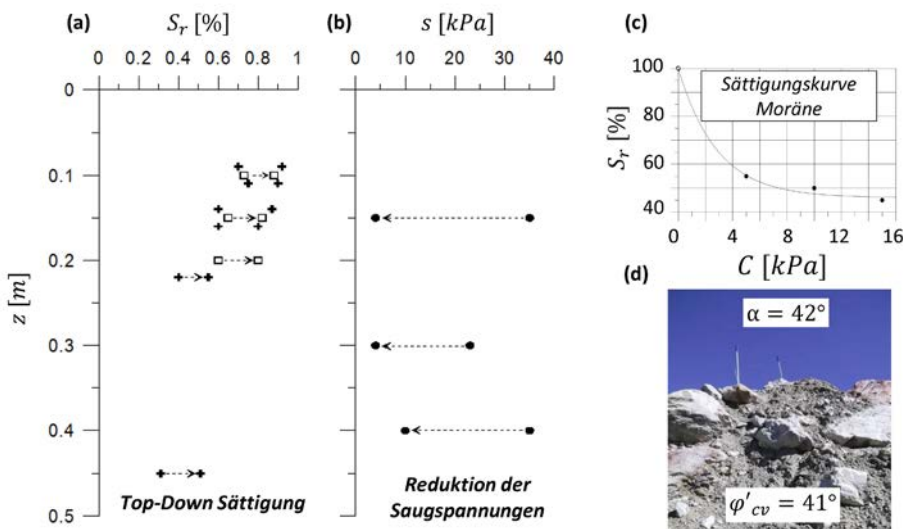 (a)
S_r [%]
0 0.2 0.4 0.6 0.8 1
0
0.1
0.2
0.3
0.4
0.5
z [m]
Top-Down Sättigung
(b)
s [kPa]
0 10 20 30 40
Reduktion der
Saugspannungen
(c)
100
80
60
40
S_r [%]
Sättigungskurve
Moräne
0 4 8 12 16
C [kPa]
(d)
α = 42°
φ'_cv = 41°